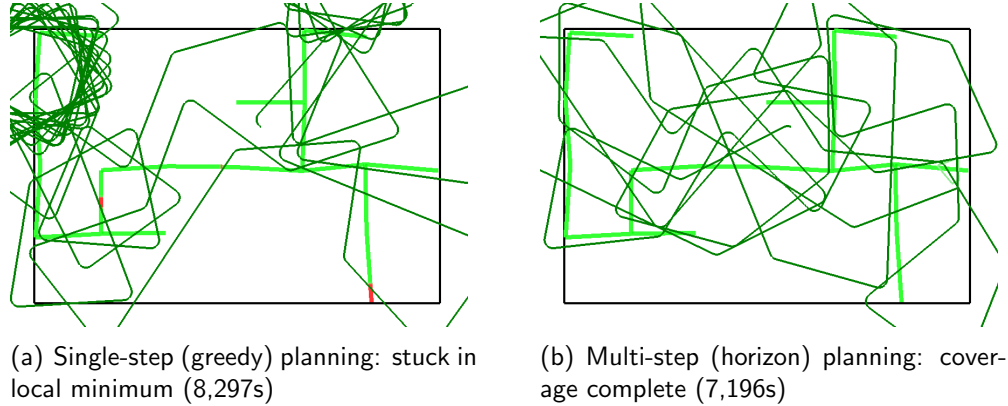 (a) Single-step (greedy) planning: stuck in
local minimum (8,297s)
(b) Multi-step (horizon) planning: cover-
age complete (7,196s)